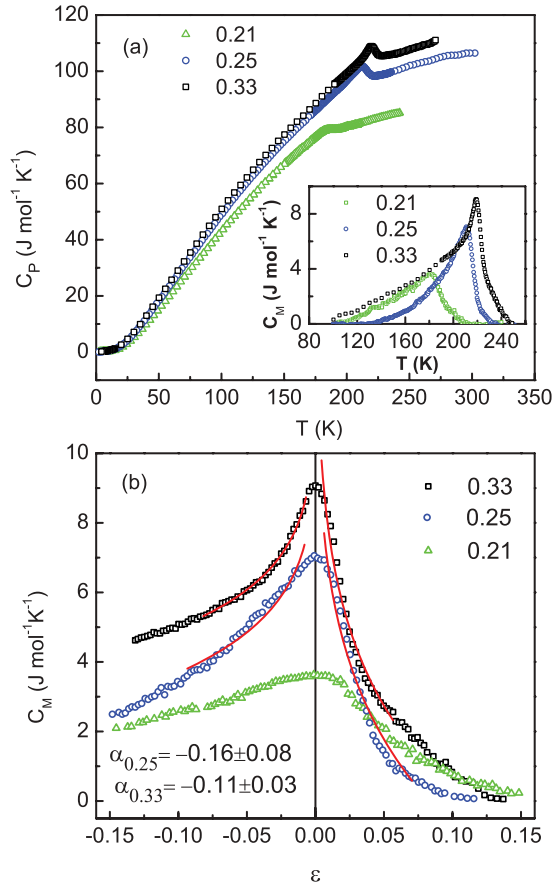 (a)
0.21
0.25
0.33
120
100
80
60
40
20
0
C_P (J mol⁻¹ K⁻¹)
0 50 100 150 200 250 300 350
T (K)
0.21
0.25
0.33
8
4
0
C_M (J mol⁻¹ K⁻¹)
80 120 160 200 240
T (K)
(b)
0.33
0.25
0.21
10
8
6
4
2
0
C_M (J mol⁻¹K⁻¹)
α_0.25= −0.16±0.08
α_0.33= −0.11±0.03
-0.15 -0.10 -0.05 0.00 0.05 0.10 0.15
ε